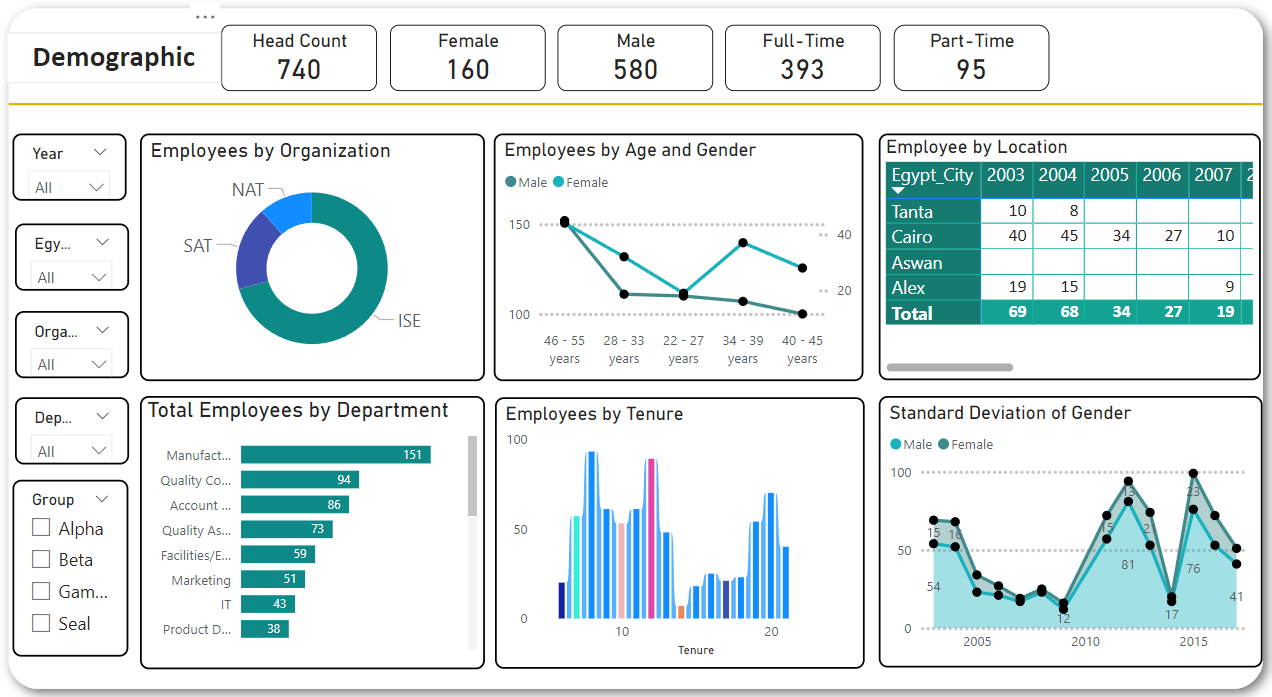 Demographic
Head Count
740
Female
160
Male
580
Full-Time
393
Part-Time
95
Year
All
Egy...
All
Orga...
All
Dep...
All
Group
Alpha
Beta
Gam...
Seal
Employees by Organization
NAT
SAT
ISE
Employees by Age and Gender
Male Female
150
100
40
20
46 - 55 years
28 - 33 years
22 - 27 years
34 - 39 years
40 - 45 years
Employee by Location
Egypt_City 2003 2004 2005 2006 2007 2
Tanta 10 8
Cairo 40 45 34 27 10
Aswan
Alex 19 15 9
Total 69 68 34 27 19
Total Employees by Department
Manufact... 151
Quality Co... 94
Account ... 86
Quality As... 73
Facilities/E... 59
Marketing 51
IT 43
Product D... 38
Employees by Tenure
100
50
0
10 20
Tenure
Standard Deviation of Gender
Male Female
100
50
0
15 16 15 13 2 23
54 12 81 17 76 41
2005 2010 2015